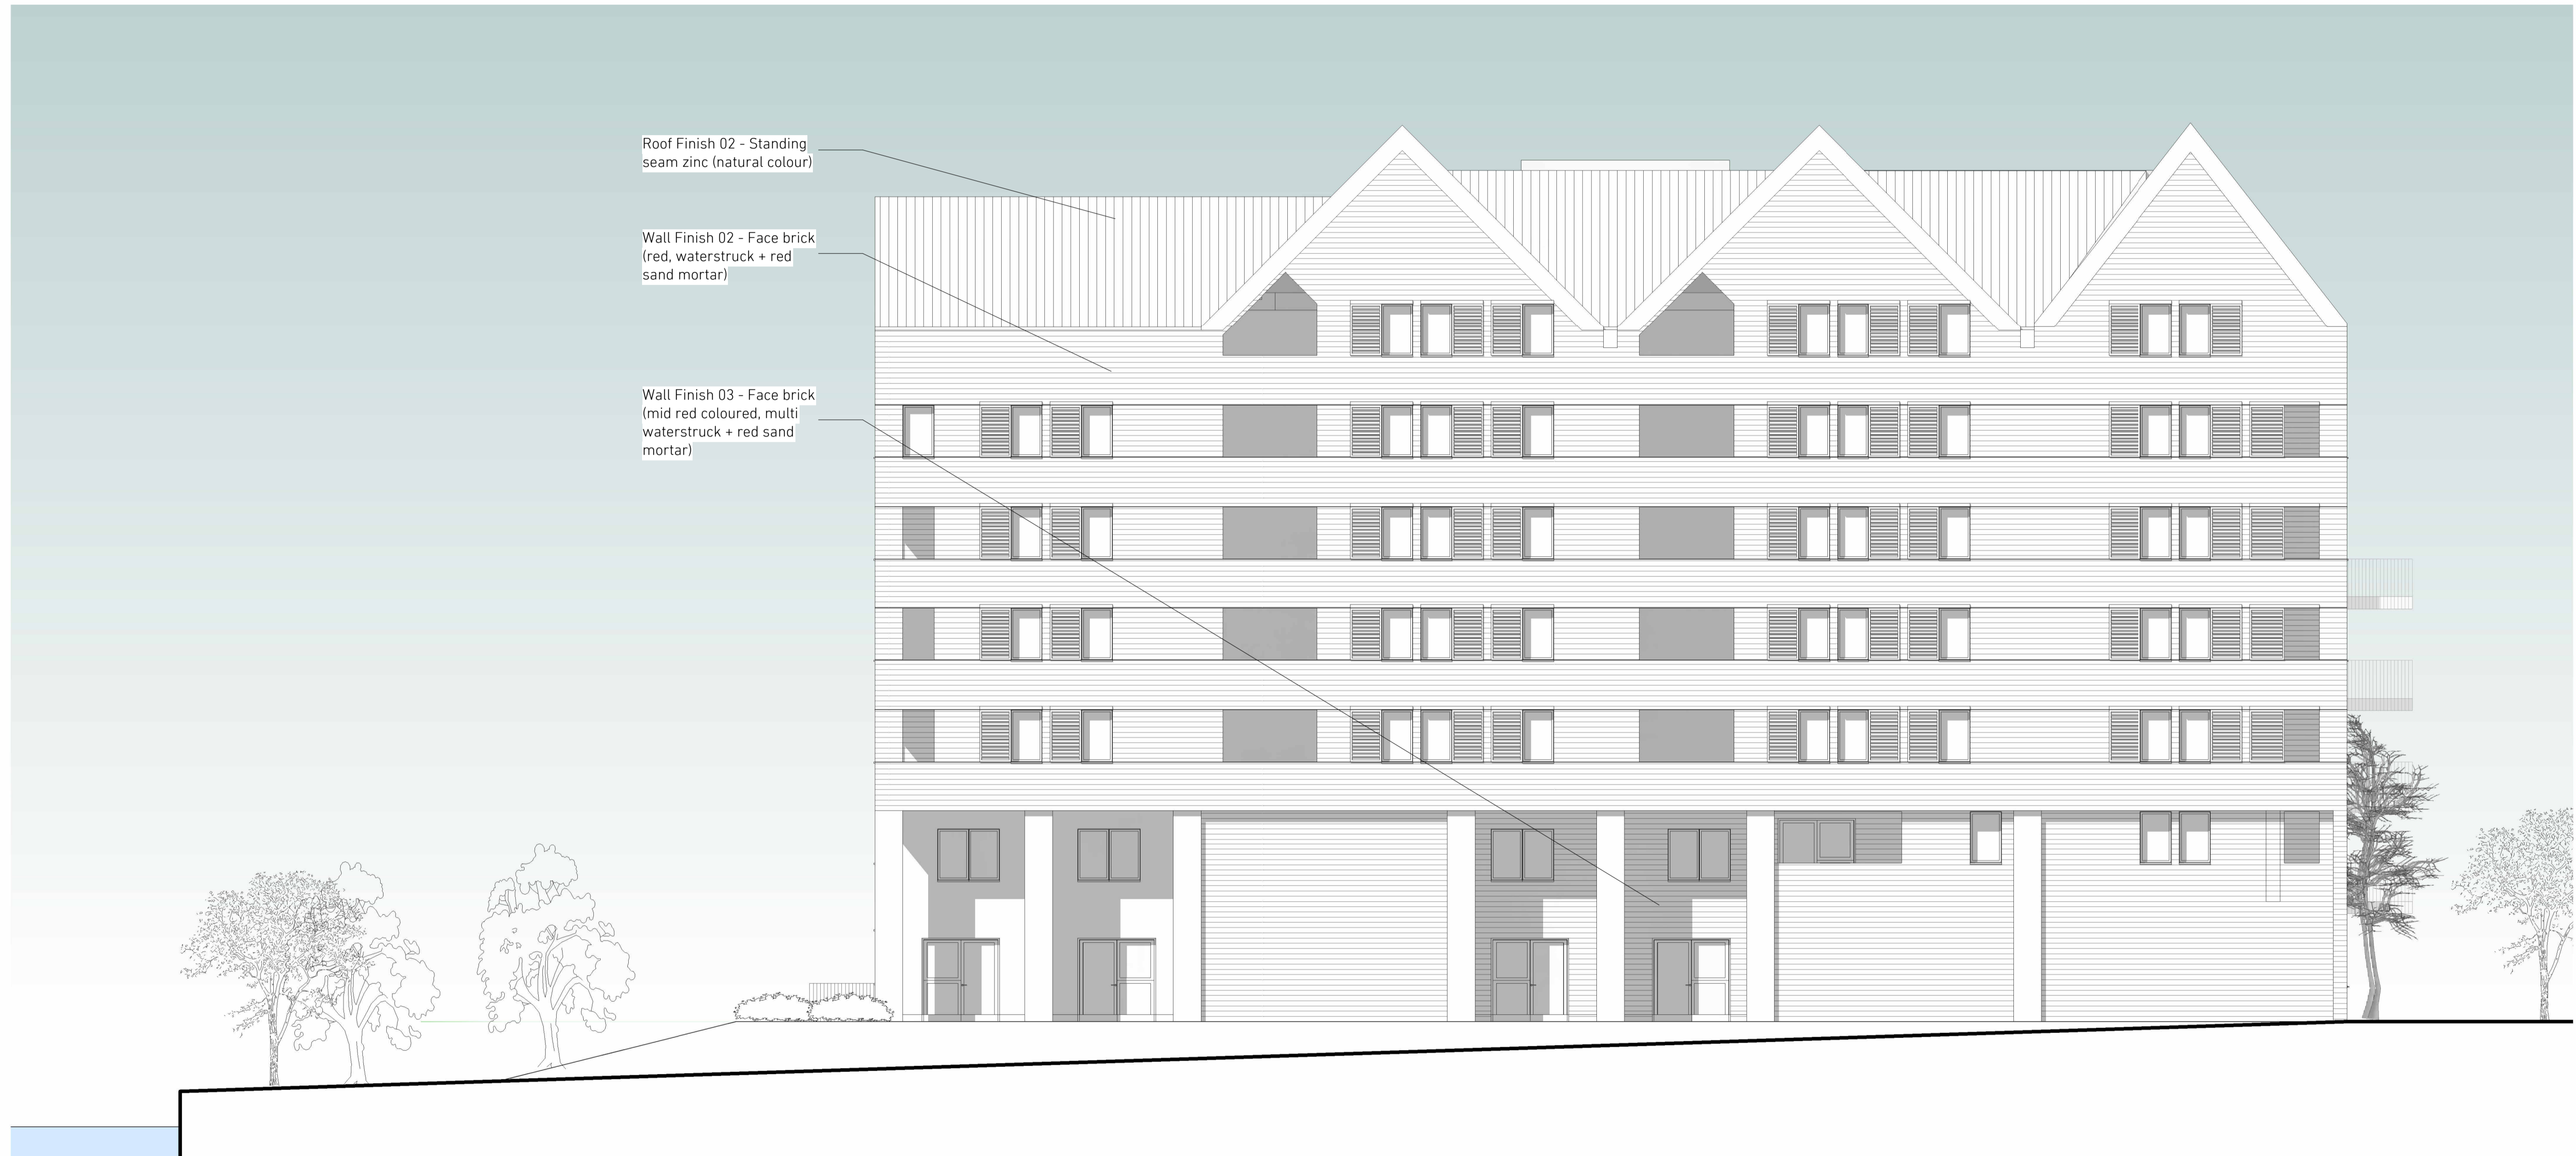 Roof Finish 02 - Standing
seam zinc (natural colour)
Wall Finish 02 - Face brick
(red, waterstruck + red
sand mortar)
Wall Finish 03 - Face brick
(mid red coloured, multi
waterstruck + red sand
mortar)